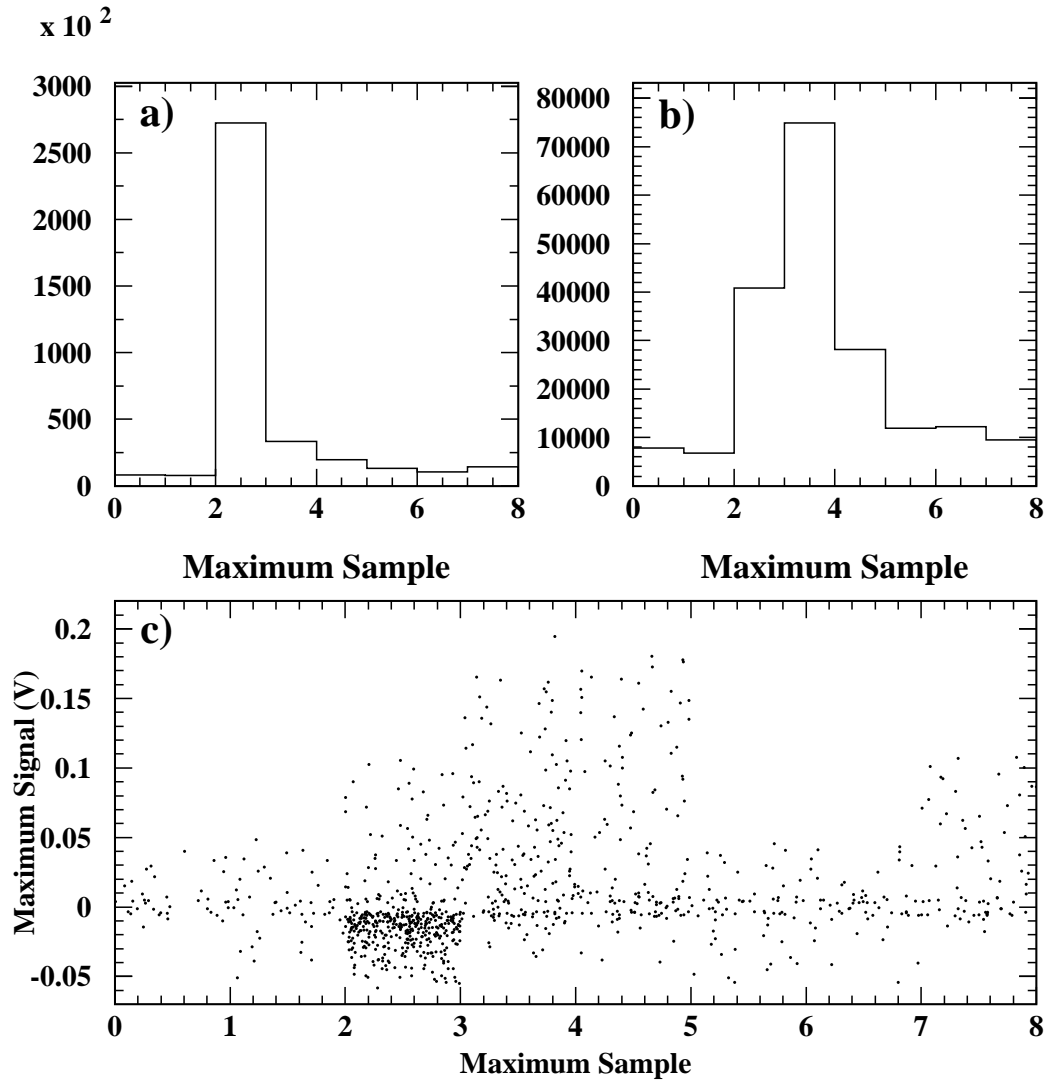 x 10 2
a)
3000
2500
2000
1500
1000
500
0
0 2 4 6 8
Maximum Sample
b)
80000
70000
60000
50000
40000
30000
20000
10000
0
0 2 4 6 8
Maximum Sample
c)
Maximum Signal (V)
0.2
0.15
0.1
0.05
0
-0.05
0 1 2 3 4 5 6 7 8
Maximum Sample